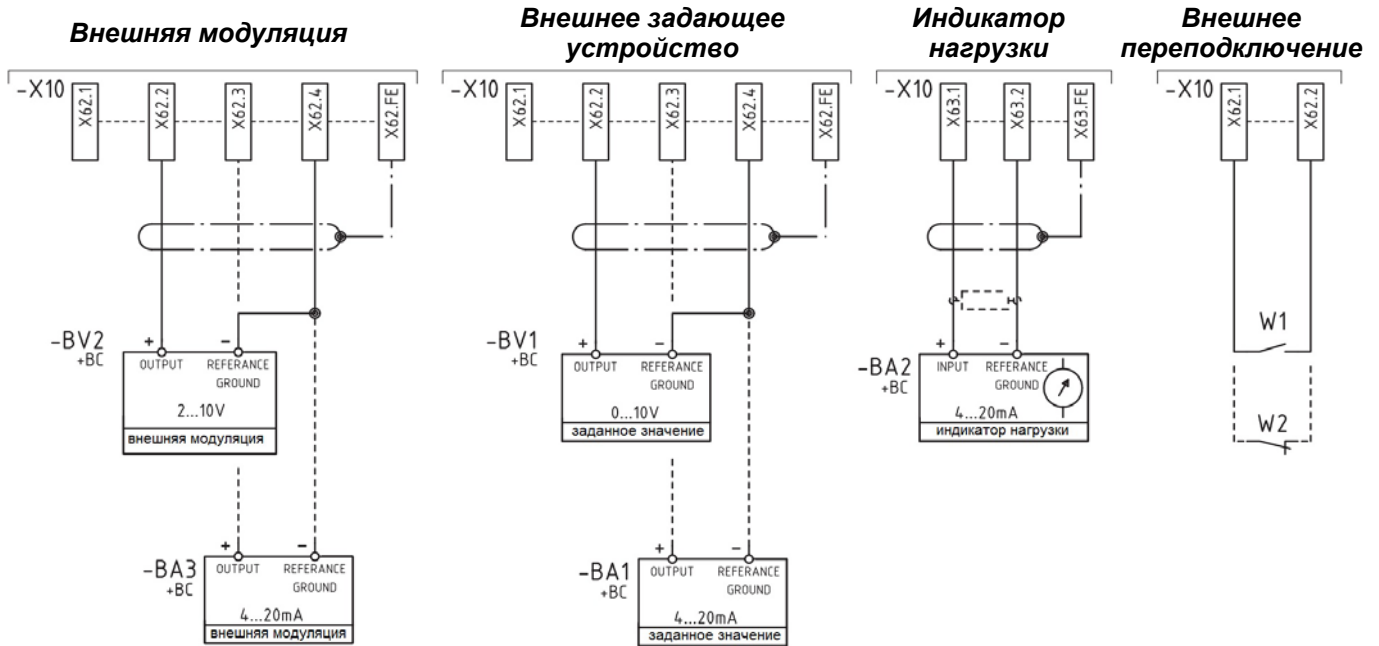 Внешняя модуляция
-X10
X62.1
X62.2
X62.3
X62.4
X62.FE
-BV2
+BC
+
-
OUTPUT
REFERANCE
GROUND
2...10V
внешняя модуляция
-BA3
+BC
+
-
OUTPUT
REFERANCE
GROUND
4...20mA
внешняя модуляция
Внешнее задающее
устройство
-X10
X62.1
X62.2
X62.3
X62.4
X62.FE
-BV1
+BC
+
-
OUTPUT
REFERANCE
GROUND
0...10V
заданное значение
-BA1
+BC
+
-
OUTPUT
REFERANCE
GROUND
4...20mA
заданное значение
Индикатор
нагрузки
-X10
X63.1
X63.2
X63.FE
-BA2
+BC
+
-
INPUT
REFERANCE
GROUND
4...20mA
индикатор нагрузки
Внешнее
переподключение
-X10
X62.1
X62.2
W1
W2